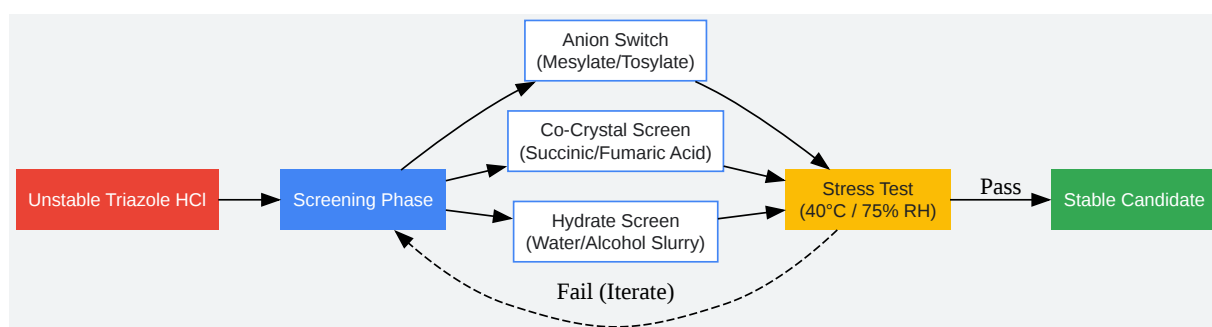 Anion Switch
(Mesylate/Tosylate)
Co-Crystal Screen
(Succinic/Fumaric Acid)
Unstable Triazole HCl
Screening Phase
Stress Test
(40°C / 75% RH)
Pass
Stable Candidate
Hydrate Screen
(Water/Alcohol Slurry)
Fail (Iterate)